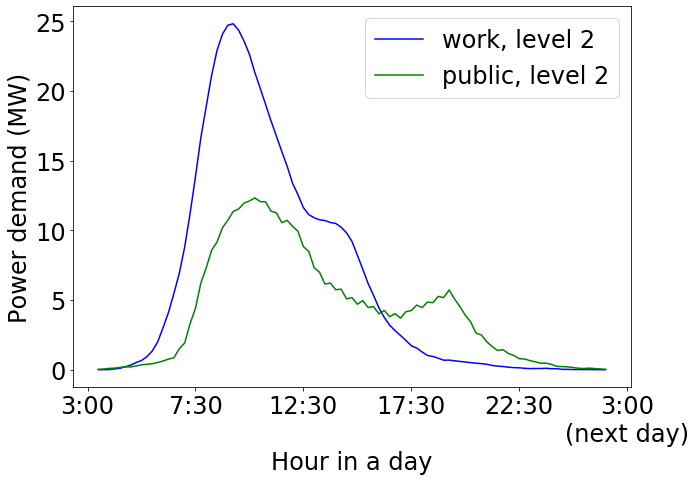 Power demand (MW)
25
20
15
10
5
0
work, level 2
public, level 2
3:00 7:30 12:30 17:30 22:30 3:00
(next day)
Hour in a day